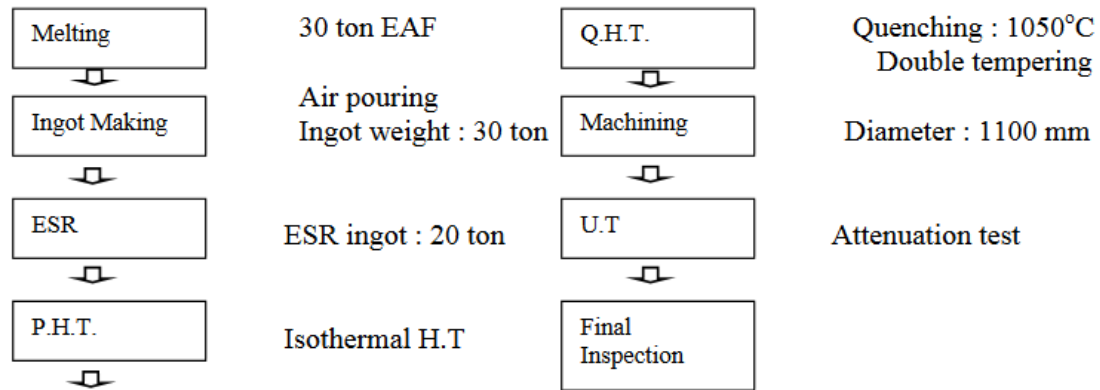 Melting
30 ton EAF
Ingot Making
Air pouring
Ingot weight : 30 ton
ESR
ESR ingot : 20 ton
P.H.T.
Isothermal H.T
Q.H.T.
Quenching : 1050°C
Double tempering
Machining
Diameter : 1100 mm
U.T
Attenuation test
Final
Inspection